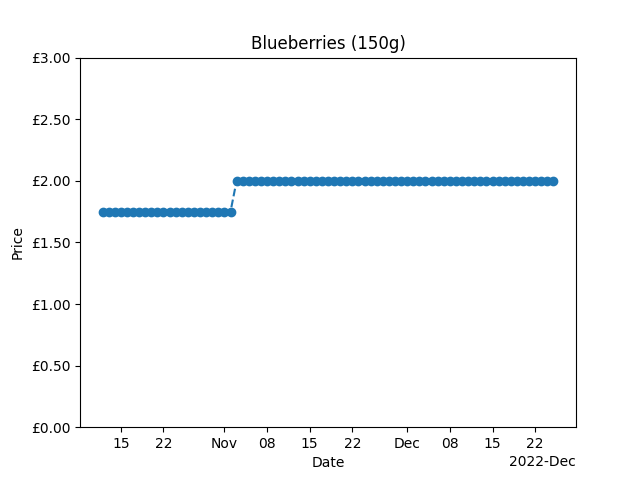 Blueberries (150g)
£3.00
£2.50
£2.00
£1.50
£1.00
£0.50
£0.00
Price
15 22 Nov 08 15 22 Dec 08 15 22
Date
2022-Dec